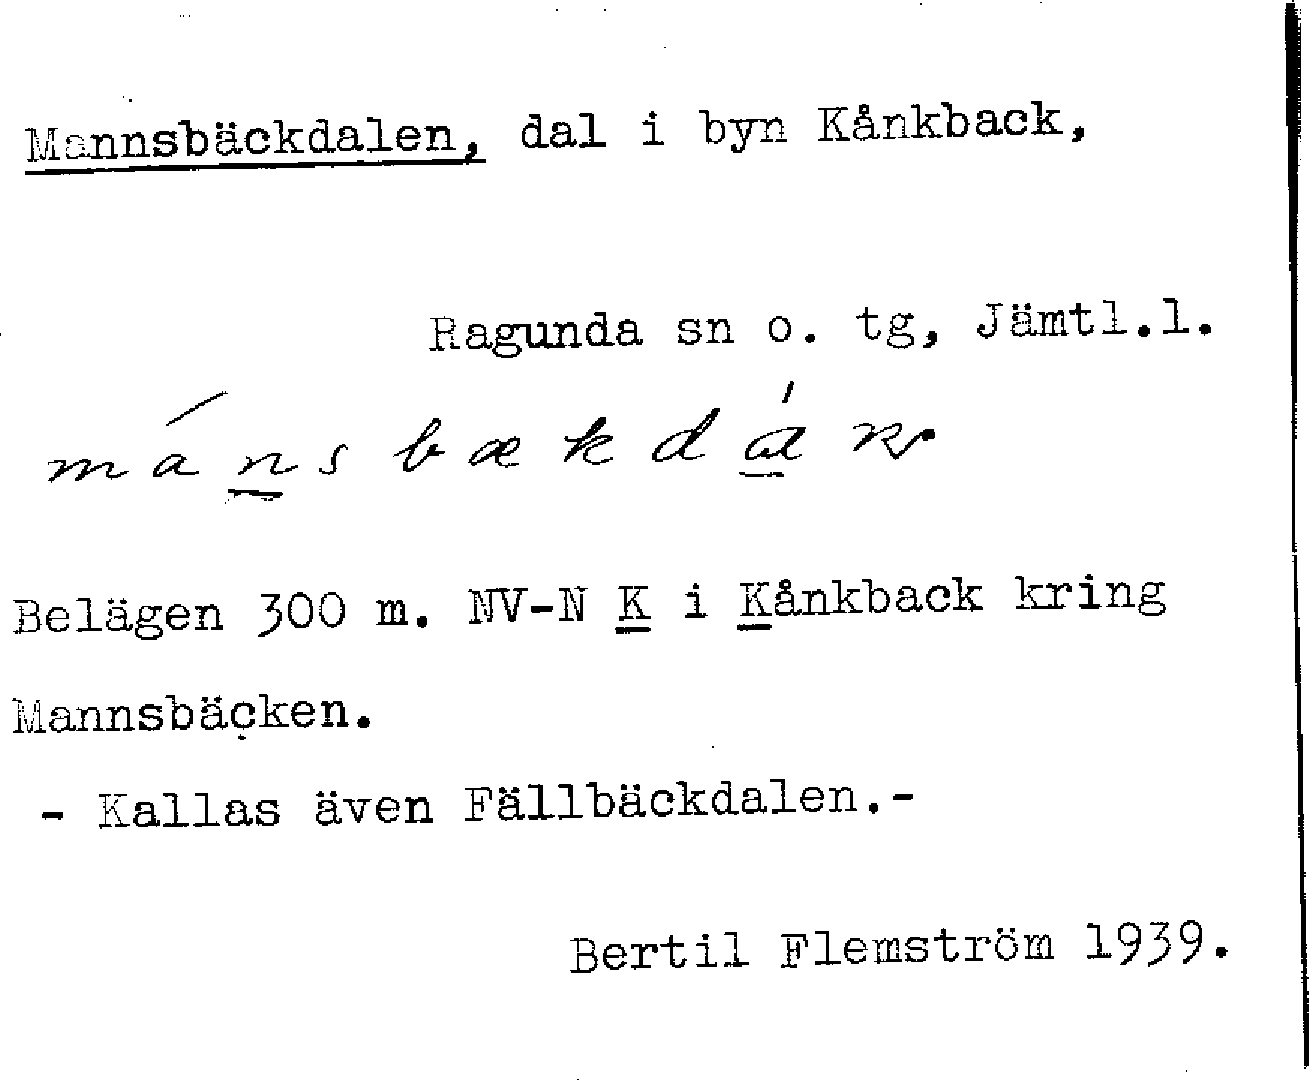 Mannsbäckdalen, dal i byn Kånkback,
Ragunda sn o. tg, Jämtl.l.
Belägen 300 m. NV-N K i Kånkback kring
Mannsbäcken.
- Kallas även Fällbäckdalen.-
Bertil Flemström 1939.